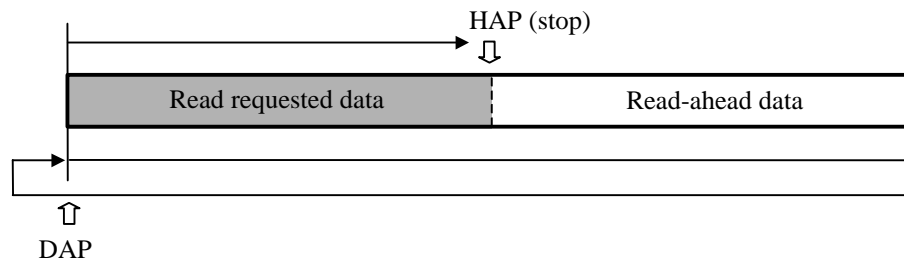 HAP (stop)
Read requested data
Read-ahead data
DAP